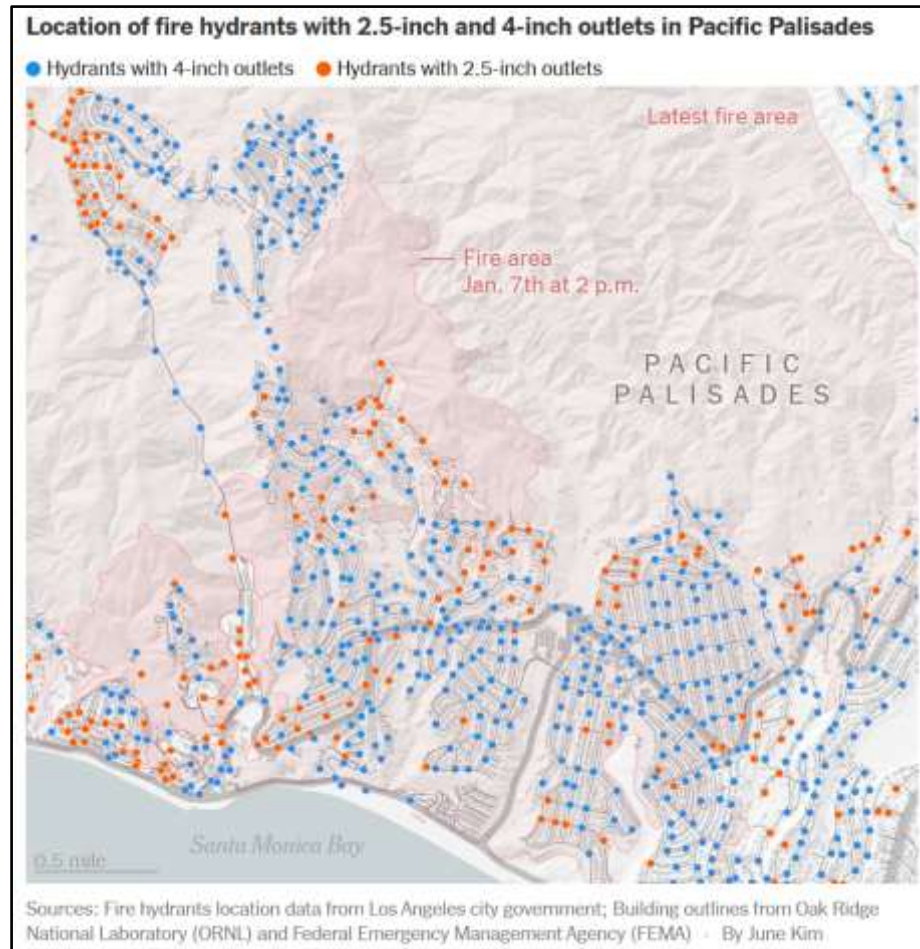 Location of fire hydrants with 2.5-inch and 4-inch outlets in Pacific Palisades
Hydrants with 4-inch outlets Hydrants with 2.5-inch outlets
Latest fire area
Fire area
Jan. 7th at 2 p.m.
PACIFIC
PALISADES
Santa Monica Bay
0.5 mile
Sources: Fire hydrants location data from Los Angeles city government; Building outlines from Oak Ridge
National Laboratory (ORNL) and Federal Emergency Management Agency (FEMA) · By June Kim